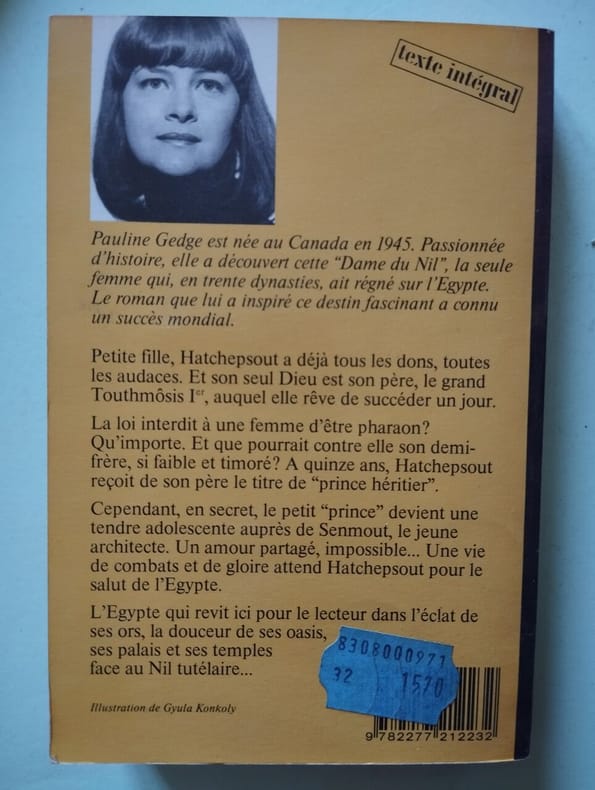 texte intégral
Pauline Gedge est née au Canada en 1945. Passionnée
d'histoire, elle a découvert cette "Dame du Nil", la seule
femme qui, en trente dynasties, ait régné sur l'Egypte.
Le roman que lui a inspiré ce destin fascinant a connu
un succès mondial.
Petite fille, Hatchepsout a déjà tous les dons, toutes
les audaces. Et son seul Dieu est son père, le grand
Touthmôsis Iᵉʳ, auquel elle rêve de succéder un jour.
La loi interdit à une femme d'être pharaon?
Qu'importe. Et que pourrait contre elle son demi-
frère, si faible et timoré? A quinze ans, Hatchepsout
reçoit de son père le titre de "prince héritier".
Cependant, en secret, le petit "prince" devient une
tendre adolescente auprès de Senmout, le jeune
architecte. Un amour partagé, impossible... Une vie
de combats et de gloire attend Hatchepsout pour le
salut de l'Egypte.
L'Egypte qui revit ici pour le lecteur dans l'éclat de
ses ors, la douceur de ses oasis,
ses palais et ses temples
face au Nil tutélaire...
8308000971
32 1570
Illustration de Gyula Konkoly
9 782277 212232